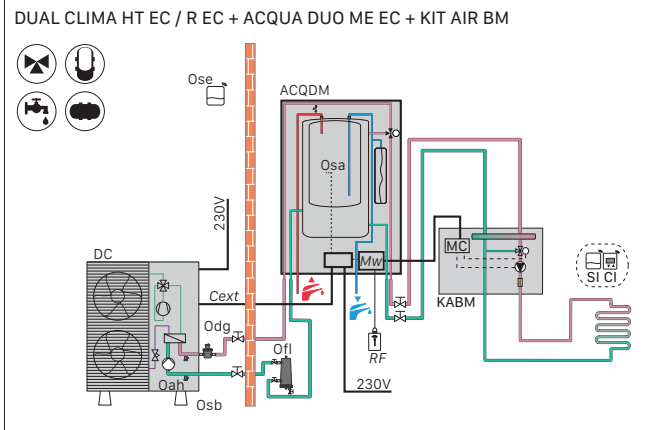 DUAL CLIMA HT EC / R EC + ACQUA DUO ME EC + KIT AIR BM
Ose
ACQDM
Osa
230V
DC
MC
Mw
SI CI
Cext
KABM
Odg
Ofl
RF
Oah
230V
Osb